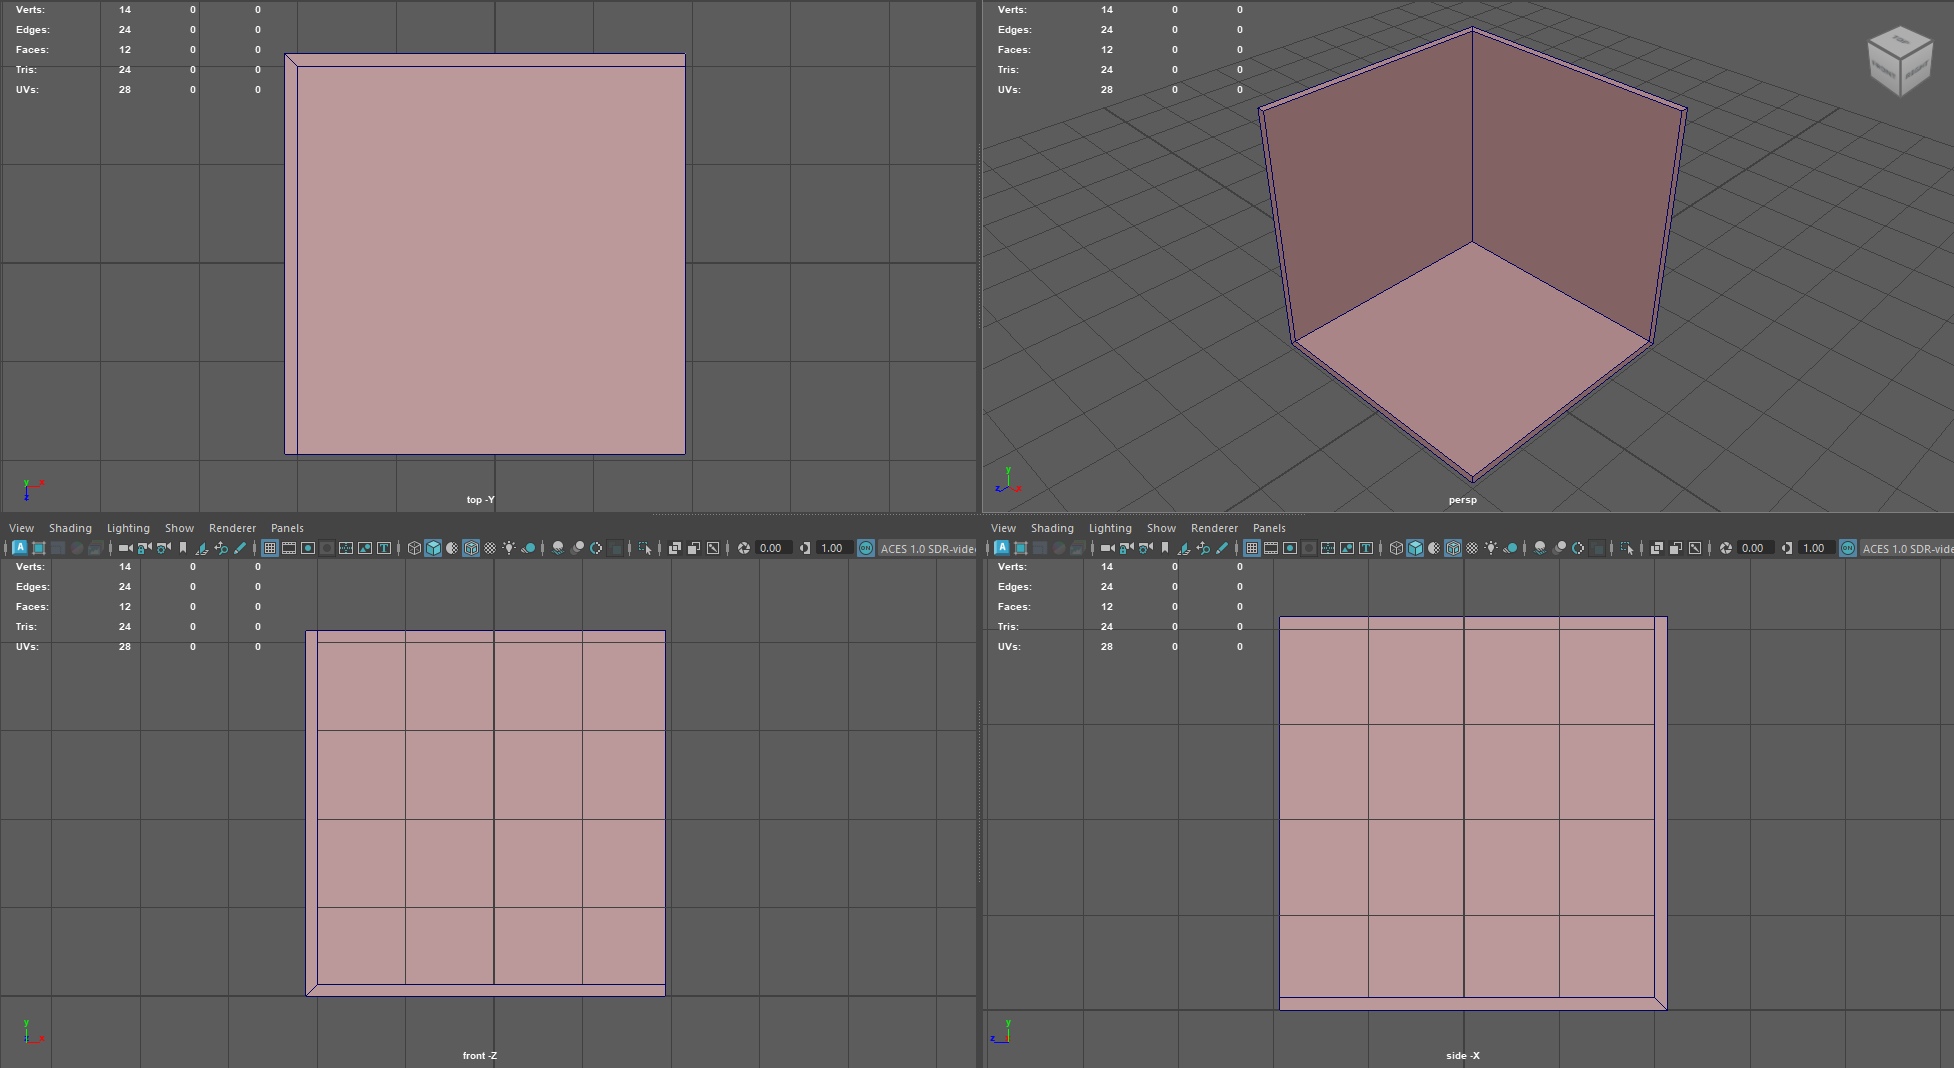 Verts: 14 0 0
Edges: 24 0 0
Faces: 12 0 0
Tris: 24 0 0
UVs: 28 0 0
top -Y
y x
z
Verts: 14 0 0
Edges: 24 0 0
Faces: 12 0 0
Tris: 24 0 0
UVs: 28 0 0
TOP
FRONT RIGHT
y
z x
persp
View Shading Lighting Show Renderer Panels
A T 0.00 1.00 ON ACES 1.0 SDR-vide
Verts: 14 0 0
Edges: 24 0 0
Faces: 12 0 0
Tris: 24 0 0
UVs: 28 0 0
y
x
front -Z
View Shading Lighting Show Renderer Panels
A T 0.00 1.00 ON ACES 1.0 SDR-vide
Verts: 14 0 0
Edges: 24 0 0
Faces: 12 0 0
Tris: 24 0 0
UVs: 28 0 0
y
z
side -X